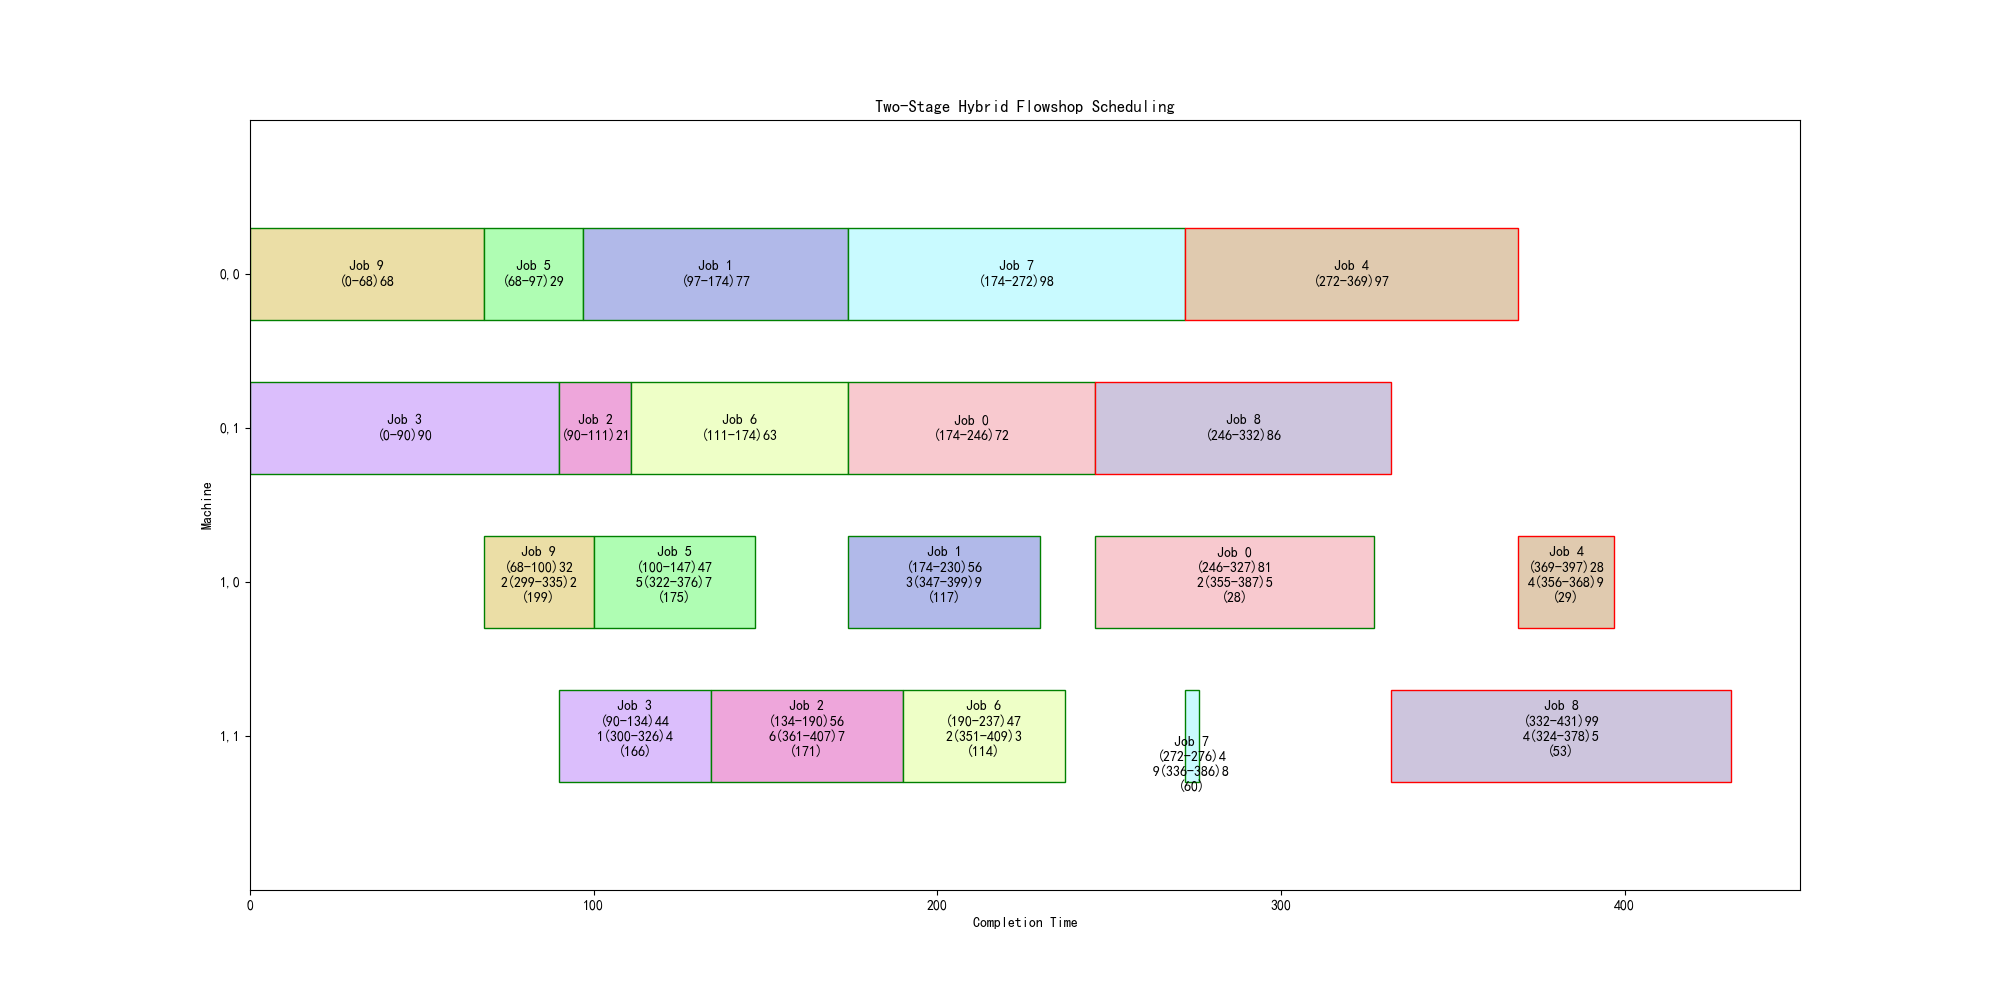 Two-Stage Hybrid Flowshop Scheduling
0,0
Job 9
(0-68)68
Job 5
(68-97)29
Job 1
(97-174)77
Job 7
(174-272)98
Job 4
(272-369)97
0,1
Job 3
(0-90)90
Job 2
(90-111)21
Job 6
(111-174)63
Job 0
(174-246)72
Job 8
(246-332)86
Machine
1,0
Job 9
(68-100)32
2(299-335)2
(199)
Job 5
(100-147)47
5(322-376)7
(175)
Job 1
(174-230)56
3(347-399)9
(117)
Job 0
(246-327)81
2(355-387)5
(28)
Job 4
(369-397)28
4(356-368)9
(29)
1,1
Job 3
(90-134)44
1(300-326)4
(166)
Job 2
(134-190)56
6(361-407)7
(171)
Job 6
(190-237)47
2(351-409)3
(114)
Job 7
(272-276)4
9(336-386)8
(60)
Job 8
(332-431)99
4(324-378)5
(53)
0
100
200
300
400
Completion Time